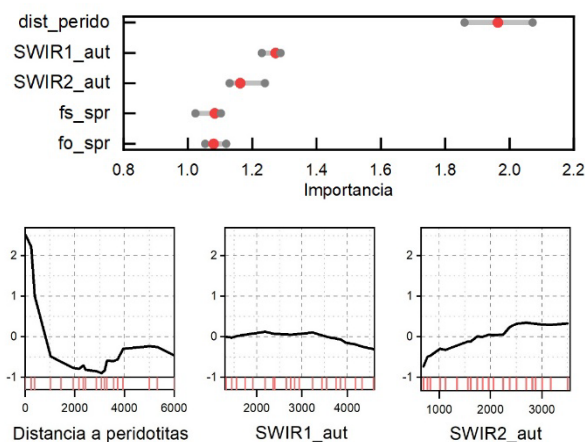 dist_perido
SWIR1_aut
SWIR2_aut
fs_spr
fo_spr
0.8 1.0 1.2 1.4 1.6 1.8 2.0 2.2
Importancia
2
1
0
-1
0 2000 4000 6000
Distancia a peridotitas
2
1
0
-1
2000 3000 4000
SWIR1_aut
2
1
0
-1
1000 2000 3000
SWIR2_aut